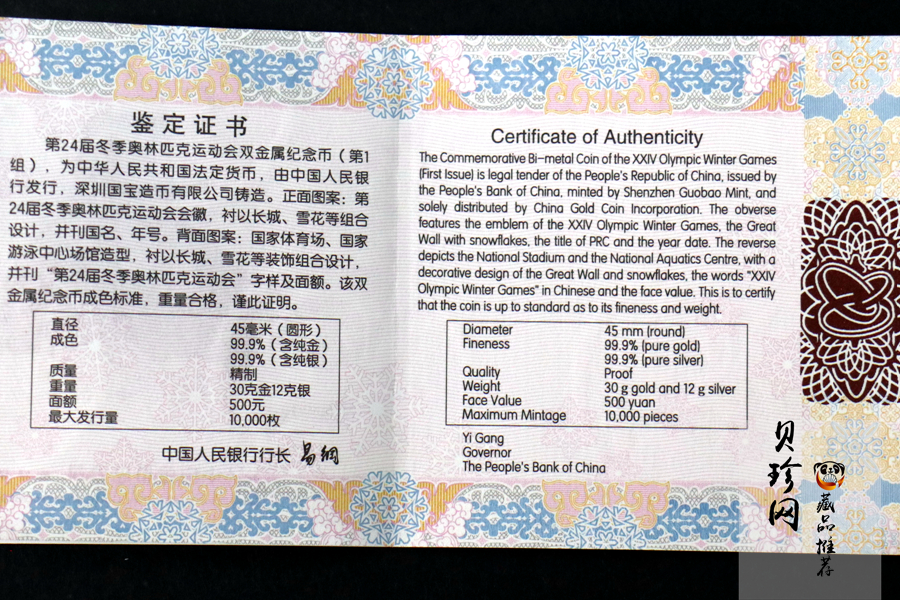 鉴定证书
第24届冬季奥林匹克运动会双金属纪念币（第1
组），为中华人民共和国法定货币，由中国人民银
行发行，深圳国宝造币有限公司铸造。正面图案：第
24届冬季奥林匹克运动会会徽，衬以长城、雪花等组合
设计，并刊国名、年号。背面图案：国家体育场、国家
游泳中心场馆造型，衬以长城、雪花等装饰组合设计，
并刊“第24届冬季奥林匹克运动会”字样及面额。该双
金属纪念币成色标准，重量合格，谨此证明。
直径 45毫米（圆形）
成色 99.9%（含纯金）
99.9%（含纯银）
质量 精制
重量 30克金12克银
面额 500元
最大发行量 10,000枚
中国人民银行行长 易纲
Certificate of Authenticity
The Commemorative Bi-metal Coin of the XXIV Olympic Winter Games
(First Issue) is legal tender of the People's Republic of China, issued by
the People's Bank of China, minted by Shenzhen Guobao Mint, and
solely distributed by China Gold Coin Incorporation. The obverse
features the emblem of the XXIV Olympic Winter Games, the Great
Wall with snowflakes, the title of PRC and the year date. The reverse
depicts the National Stadium and the National Aquatics Centre, with a
decorative design of the Great Wall and snowflakes, the words "XXIV
Olympic Winter Games" in Chinese and the face value. This is to certify
that the coin is up to standard as to its fineness and weight.
Diameter 45 mm (round)
Fineness 99.9% (pure gold)
99.9% (pure silver)
Quality Proof
Weight 30 g gold and 12 g silver
Face Value 500 yuan
Maximum Mintage 10,000 pieces
Yi Gang
Governor
The People's Bank of China
贝珍网
藏品推荐